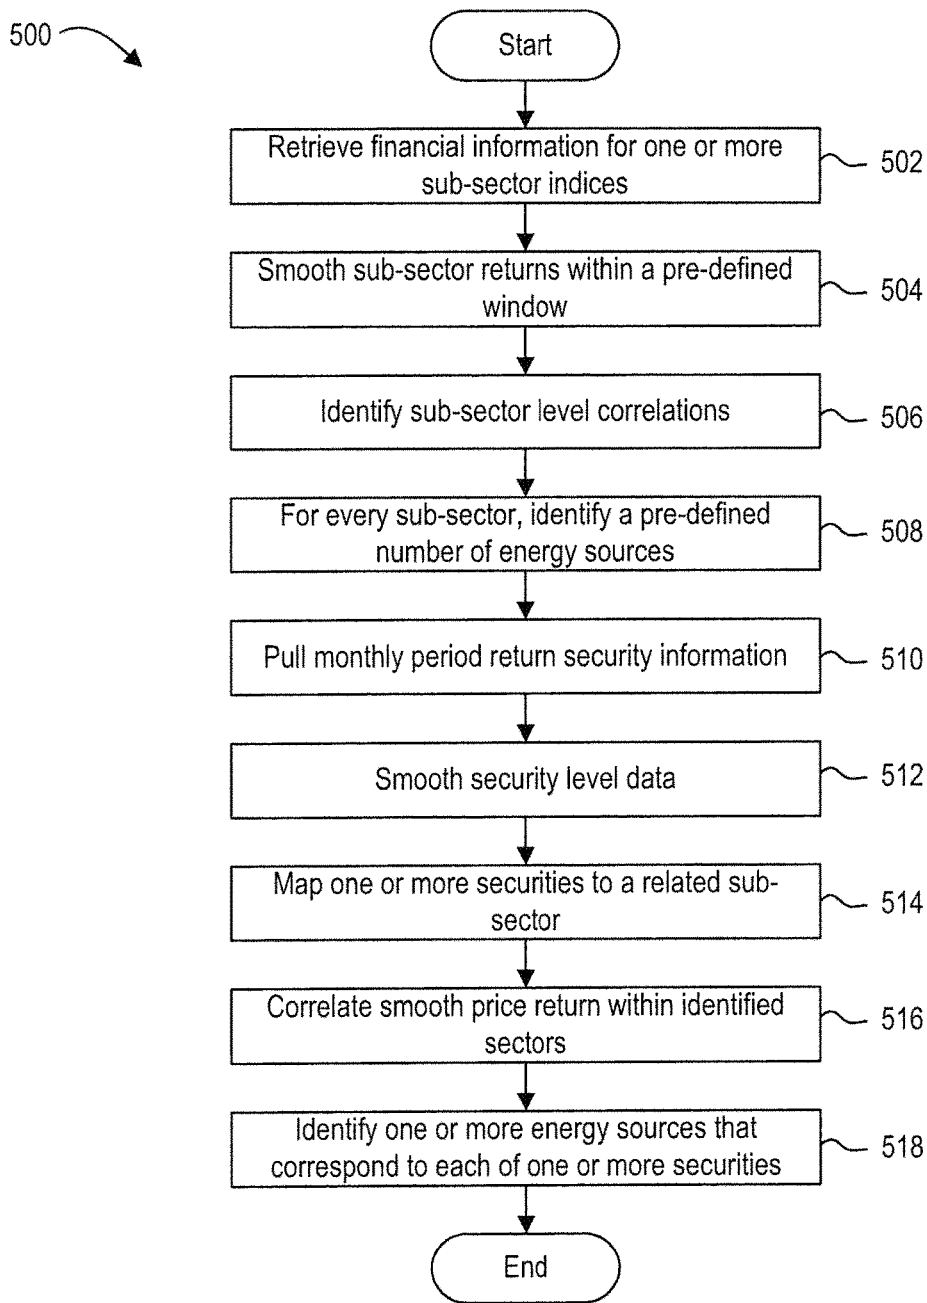 500
Start
Retrieve financial information for one or more
sub-sector indices
502
Smooth sub-sector returns within a pre-defined
window
504
Identify sub-sector level correlations
506
For every sub-sector, identify a pre-defined
number of energy sources
508
Pull monthly period return security information
510
Smooth security level data
512
Map one or more securities to a related sub-
sector
514
Correlate smooth price return within identified
sectors
516
Identify one or more energy sources that
correspond to each of one or more securities
518
End